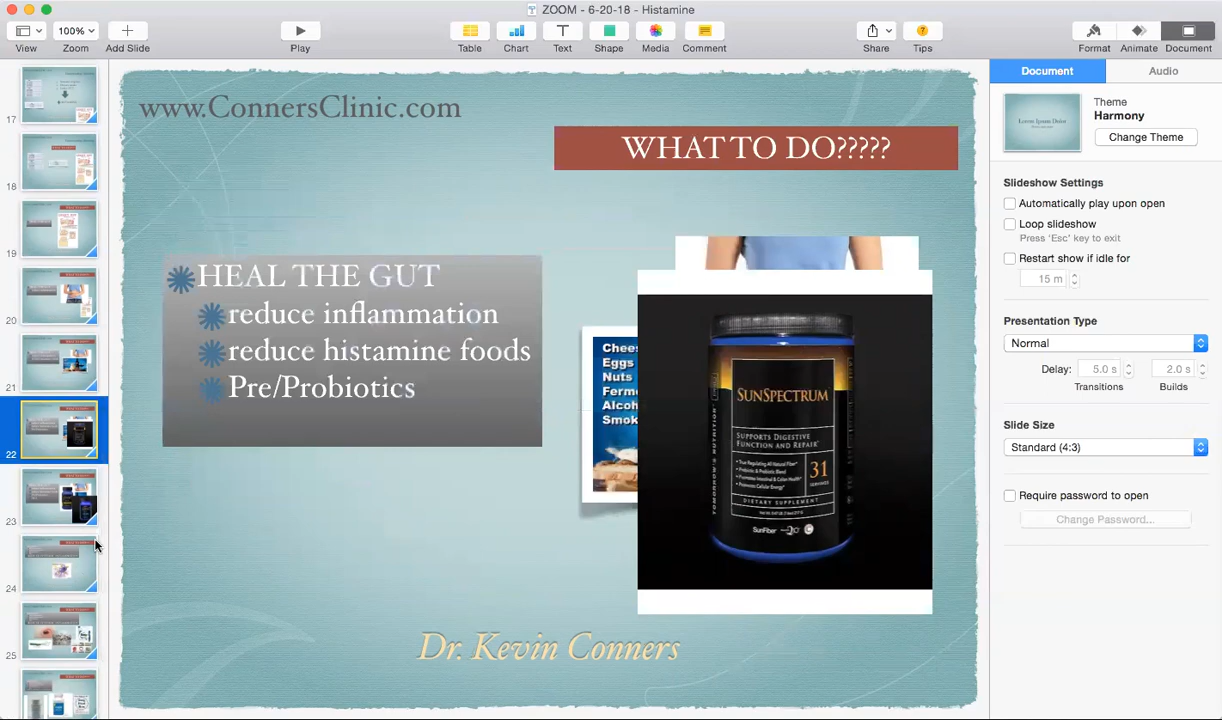 ZOOM - 6-20-18 - Histamine
100%
View
Zoom
Add Slide
Play
Table
Chart
Text
Shape
Media
Comment
Share
Tips
Format
Animate
Document
17
18
19
20
21
22
23
24
25
www.ConnersClinic.com
WHAT TO DO?????
HEAL THE GUT
reduce inflammation
reduce histamine foods
Pre/Probiotics
Chees
Eggs
Nuts
Ferme
Alcoh
Smok
SUNSPECTRUM
SUPPORTS DIGESTIVE
FUNCTION AND REPAIR
31
SERVINGS
DIETARY SUPPLEMENT
SunFiber
TOMORROW'S NUTRITION
Dr. Kevin Conners
Document
Audio
Theme
Harmony
Change Theme
Slideshow Settings
Automatically play upon open
Loop slideshow
Press 'Esc' key to exit
Restart show if idle for
15 m
Presentation Type
Normal
Delay:
5.0 s
2.0 s
Transitions
Builds
Slide Size
Standard (4:3)
Require password to open
Change Password...